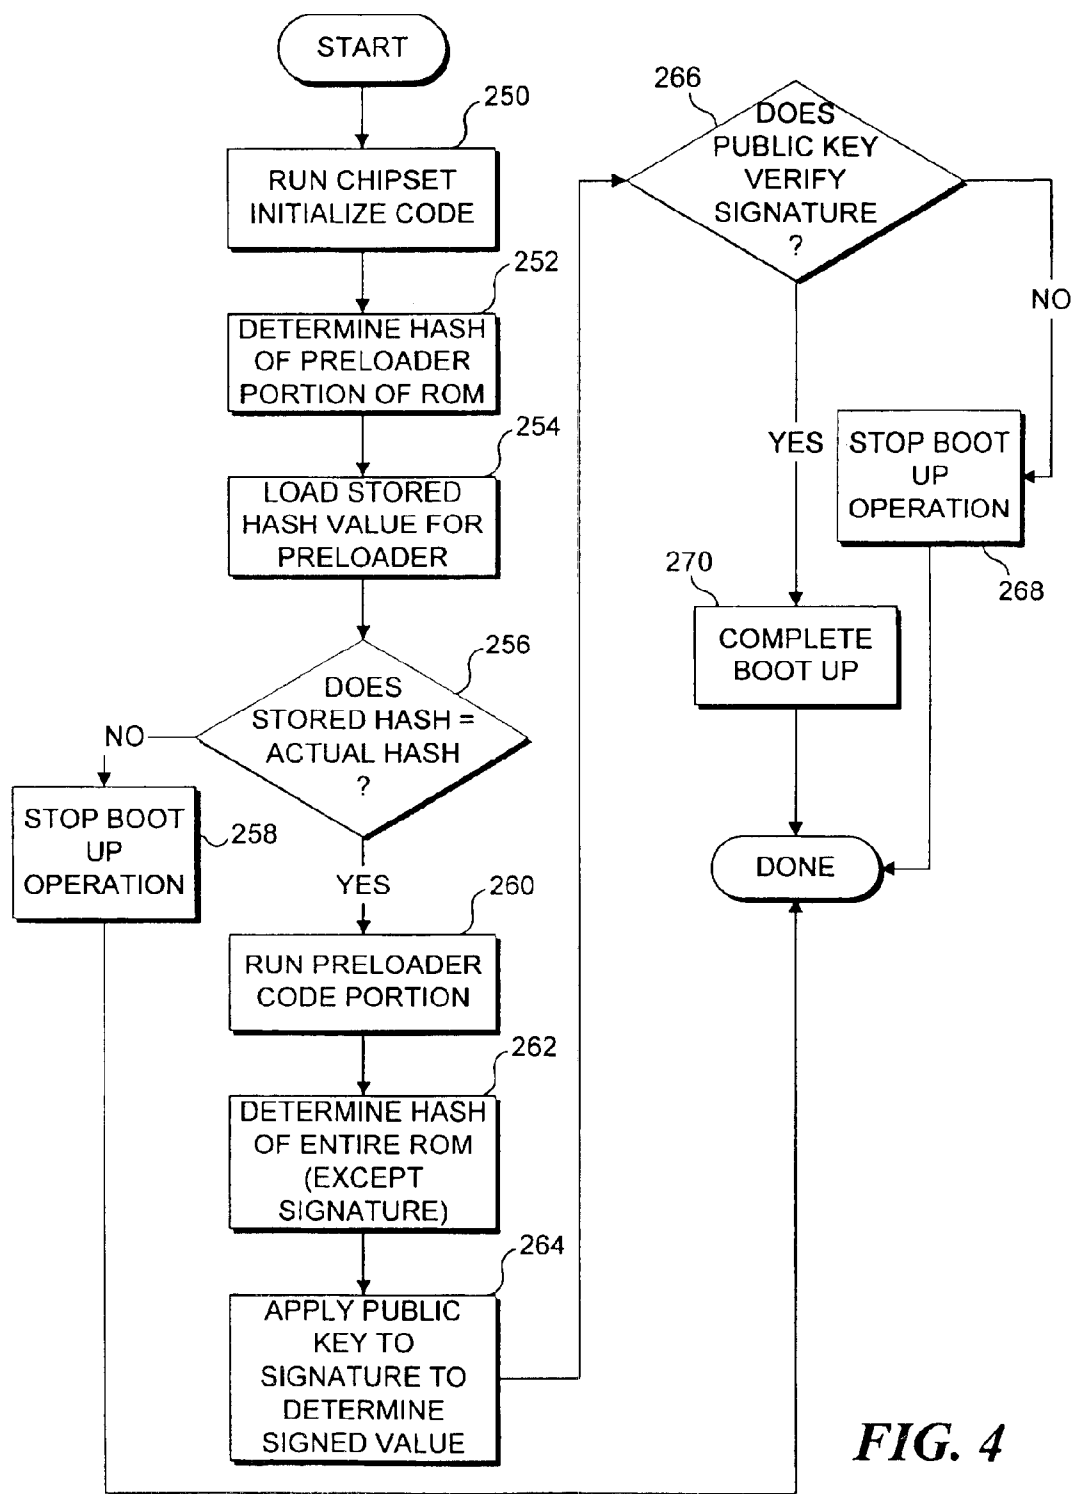 START
250
RUN CHIPSET
INITIALIZE CODE
252
DETERMINE HASH
OF PRELOADER
PORTION OF ROM
254
LOAD STORED
HASH VALUE FOR
PRELOADER
256
DOES
STORED HASH =
ACTUAL HASH
?
NO
STOP BOOT
UP
OPERATION
258
YES
260
RUN PRELOADER
CODE PORTION
262
DETERMINE HASH
OF ENTIRE ROM
(EXCEPT
SIGNATURE)
264
APPLY PUBLIC
KEY TO
SIGNATURE TO
DETERMINE
SIGNED VALUE
266
DOES
PUBLIC KEY
VERIFY
SIGNATURE
?
NO
YES
STOP BOOT
UP
OPERATION
268
270
COMPLETE
BOOT UP
DONE
FIG. 4